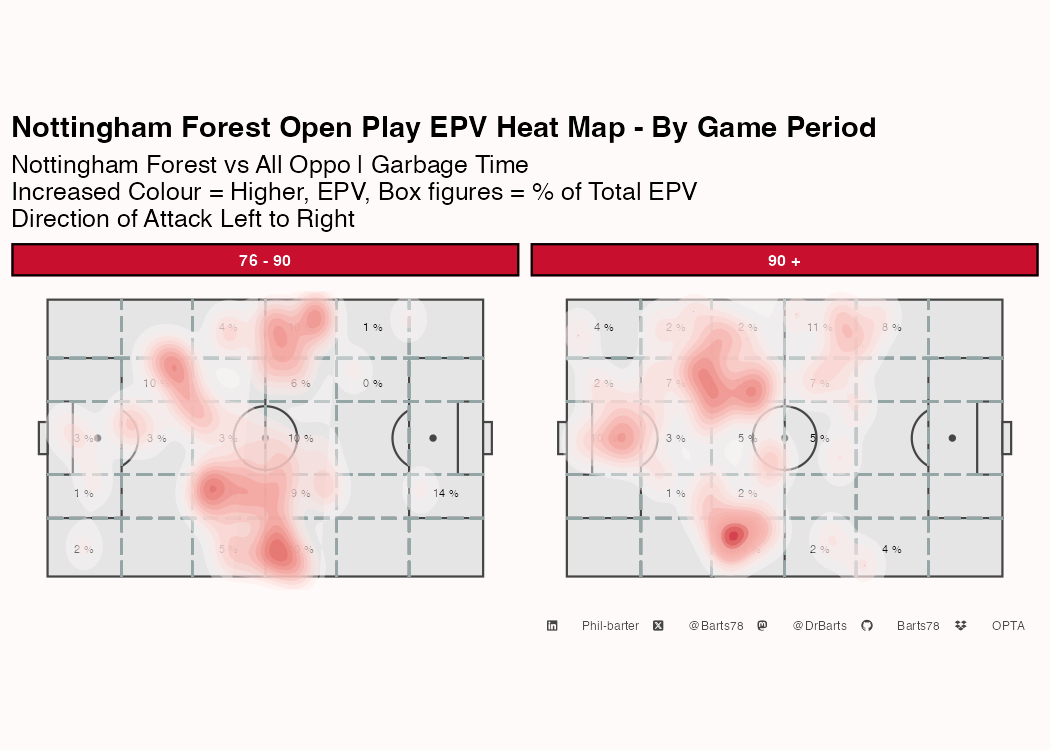 Nottingham Forest Open Play EPV Heat Map - By Game Period
Nottingham Forest vs All Oppo | Garbage Time
Increased Colour = Higher, EPV, Box figures = % of Total EPV
Direction of Attack Left to Right
76 - 90 90 +
4 % 1 % 4 % 2 % 2 % 11 % 8 %
10 6 % 0 % 2 % 7 7 %
3 % 3 % 3 % 10 % 3 % 5 % 5 %
1 % 9 % 14 % 1 % 2 %
2 % 5 % % 2 % 4 %
Phil-barter @Barts78 @DrBarts Barts78 OPTA